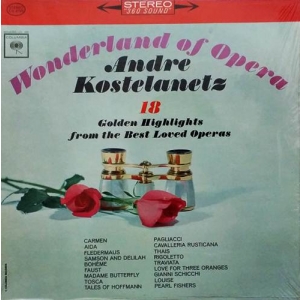 STEREO
"360 SOUND"
COLUMBIA
Wonderland of Opera
Andre
Kostelanetz
18
Golden Highlights
from the Best Loved Operas
CARMEN
AIDA
FLEDERMAUS
SAMSON AND DELILAH
BOHÈME
FAUST
MADAME BUTTERFLY
TOSCA
TALES OF HOFFMANN
PAGLIACCI
CAVALLERIA RUSTICANA
THAIS
RIGOLETTO
TRAVIATA
LOVE FOR THREE ORANGES
GIANNI SCHICCHI
LOUISE
PEARL FISHERS